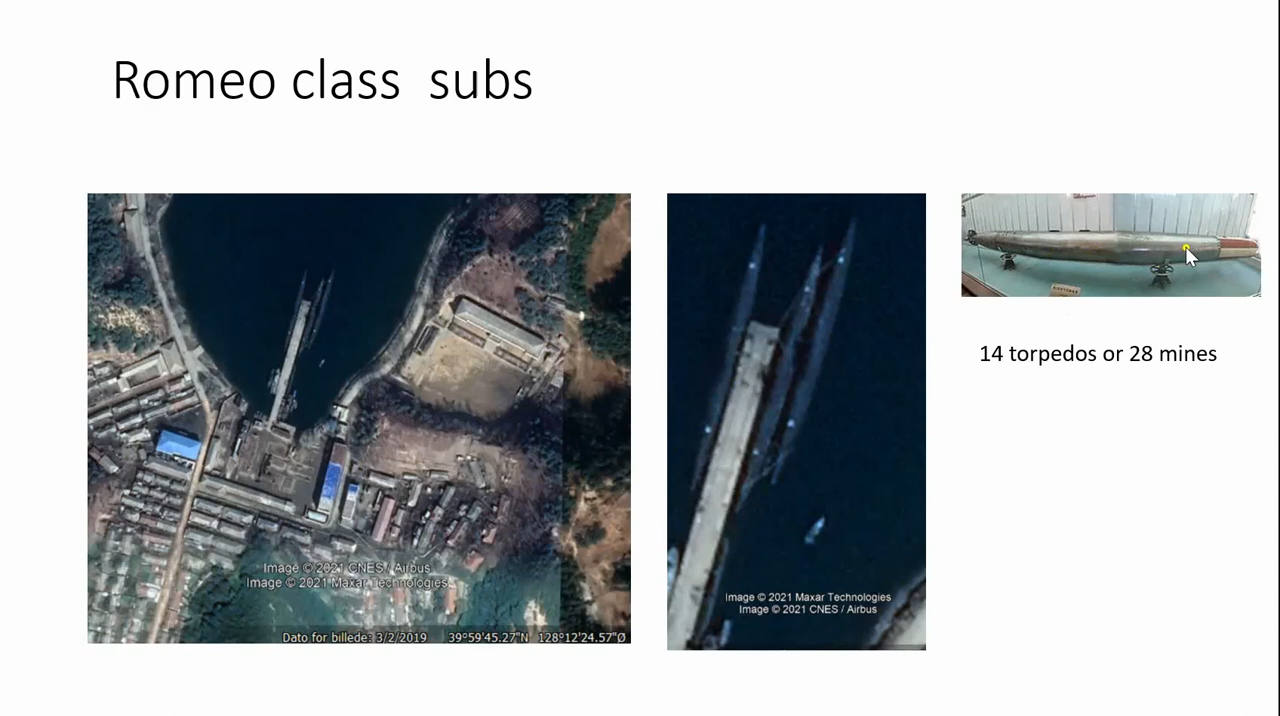 Romeo class  subs
Image © 2021 CNES / Airbus
Image © 2021 Maxar Technologies
Dato for billede: 3/2/2019    39°59'45.27"N  128°12'24.57"Ø
Image © 2021 Maxar Technologies
Image © 2021 CNES / Airbus
14 torpedos or 28 mines